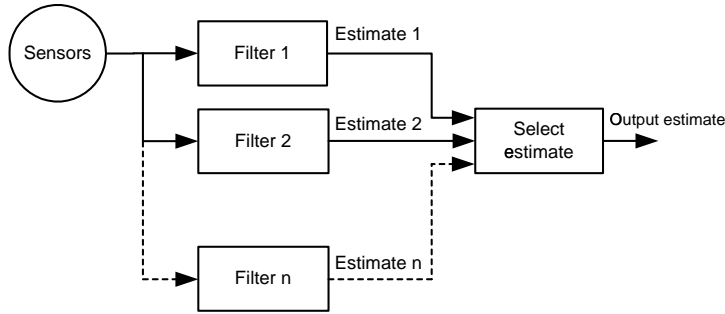 Sensors
Filter 1
Estimate 1
Filter 2
Estimate 2
Select
estimate
Output estimate
Filter n
Estimate n